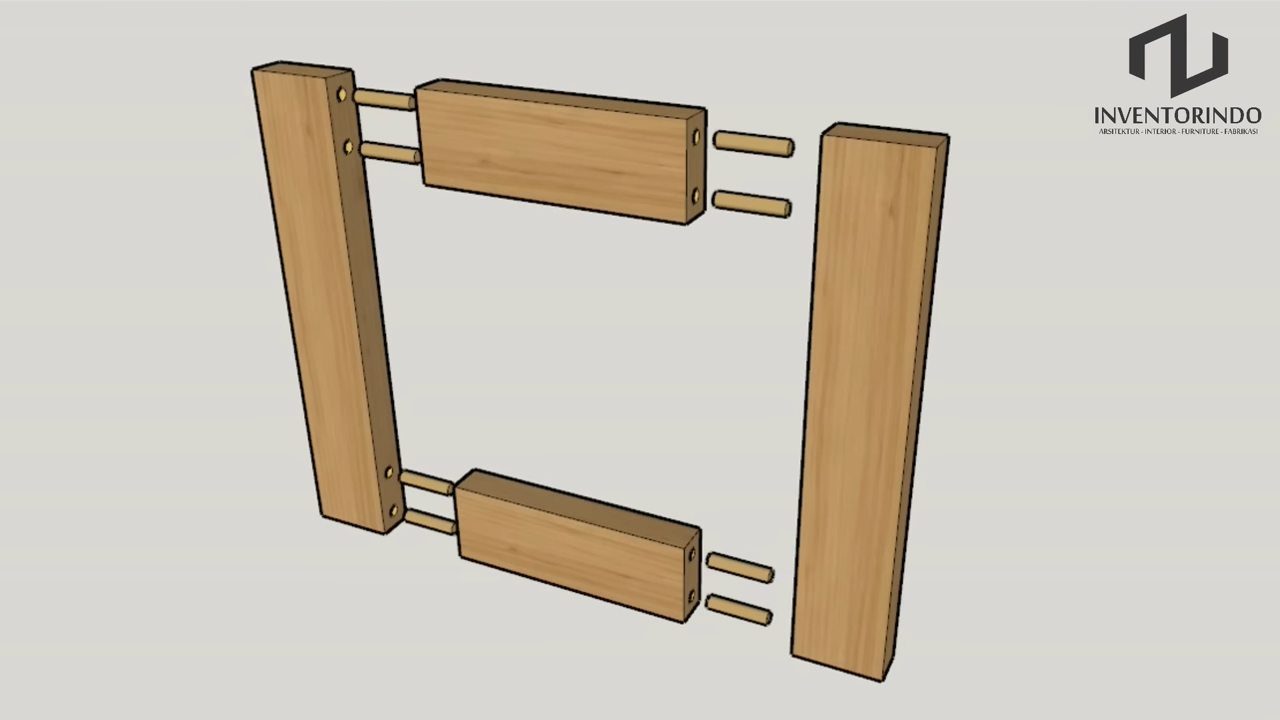 INVENTORINDO
ARSITEKTUR - INTERIOR - FURNITURE - FABRIKASI